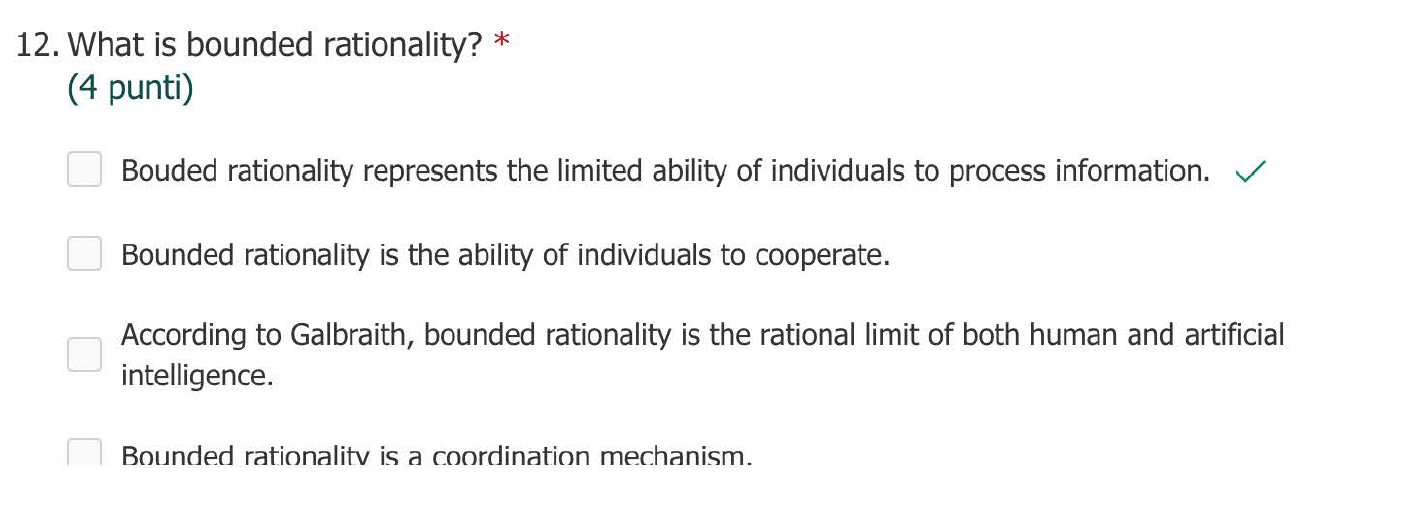 12. What is bounded rationality? *
(4 punti)
Bouded rationality represents the limited ability of individuals to process information.
Bounded rationality is the ability of individuals to cooperate.
According to Galbraith, bounded rationality is the rational limit of both human and artificial
intelligence.
Bounded rationality is a coordination mechanism.